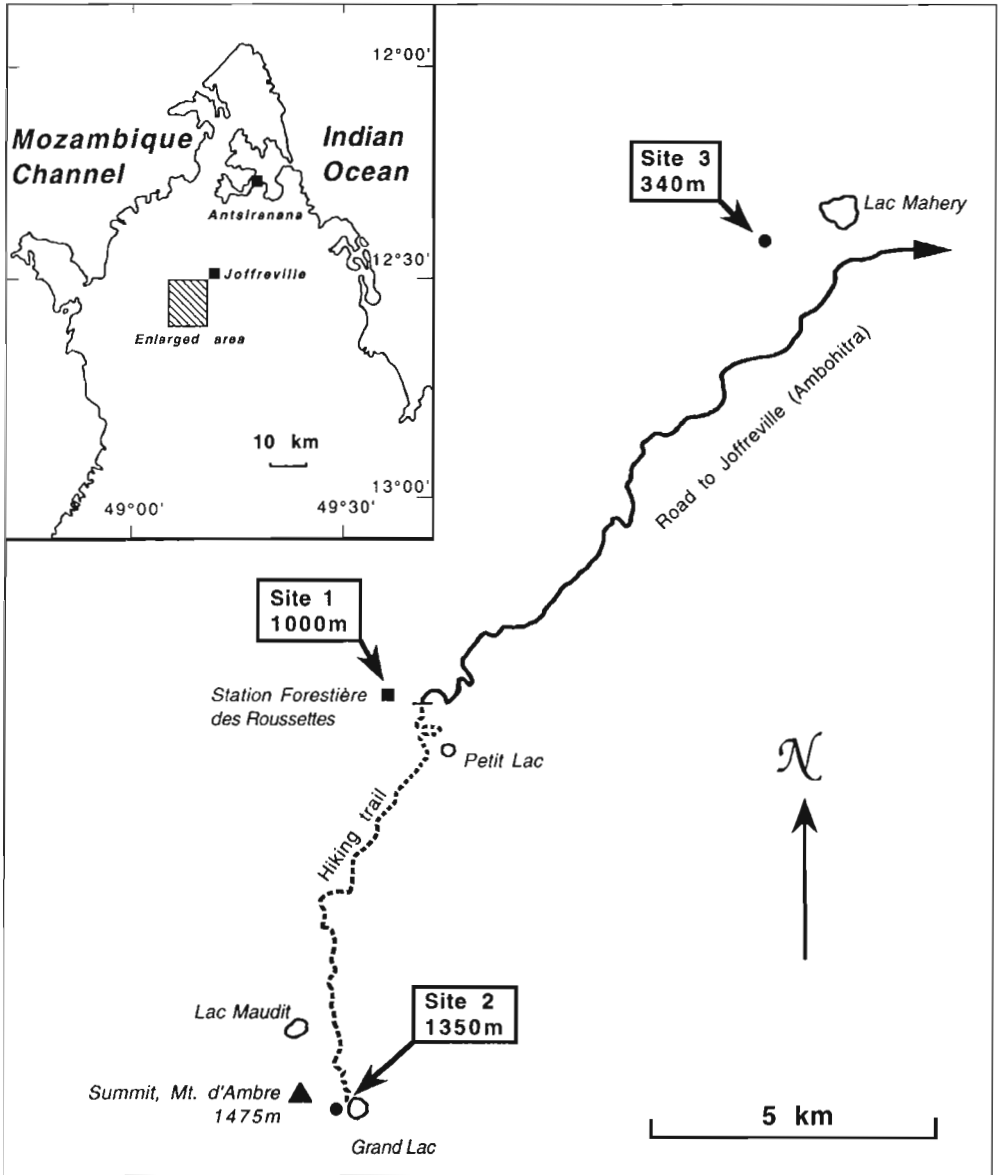 12°00'
Mozambique
Channel
Indian
Ocean
Antsiranana
12°30'
Joffreville
Enlarged area
10 km
13°00'
49°00'
49°30'
Site 3
340m
Lac Mahery
Road to Joffreville (Ambohitra)
Site 1
1000m
Station Forestière
des Roussettes
Petit Lac
N
Hiking trail
Lac Maudit
Site 2
1350m
Summit, Mt. d'Ambre
1475m
Grand Lac
5 km